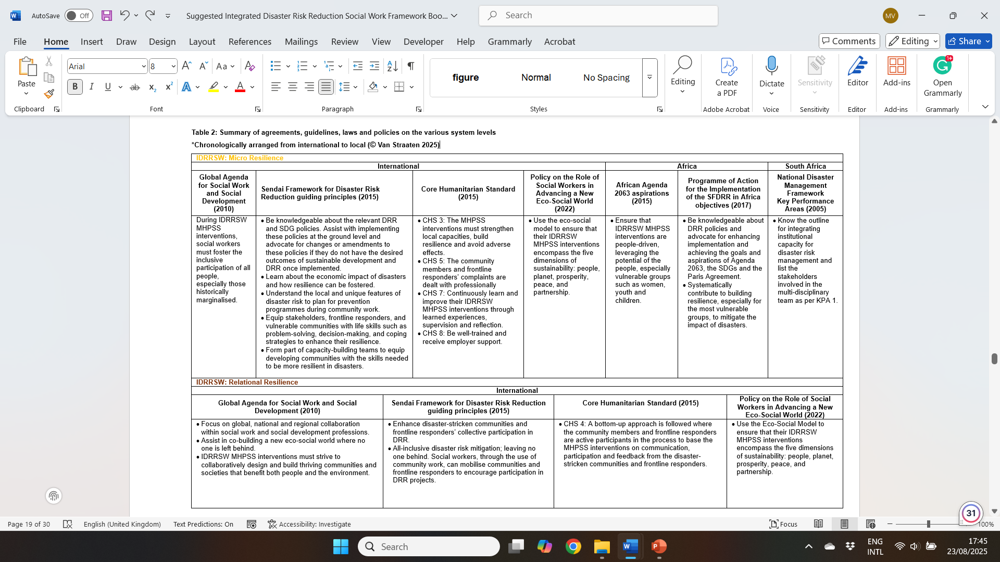 AutoSave Off Suggested Integrated Disaster Risk Reduction Social Work Framework Boo... Search MV
File Home Insert Draw Design Layout References Mailings Review View Developer Help Grammarly Acrobat Comments Editing Share
Paste
Clipboard
Arial 8
Font
Paragraph
figure Normal No Spacing
Styles
Editing
Create a PDF
Adobe Acrobat
Dictate
Voice
Sensitivity
Sensitivity
Editor
Editor
Add-ins
Add-ins
1+
Open Grammarly
Grammarly
Table 2: Summary of agreements, guidelines, laws and policies on the various system levels
*Chronologically arranged from international to local (© Van Straaten 2025)
IDRRSW: Micro Resilience
International Africa South Africa
Global Agenda
for Social Work
and Social
Development
(2010)
Sendai Framework for Disaster Risk
Reduction guiding principles (2015)
Core Humanitarian Standard
(2015)
Policy on the Role of
Social Workers in
Advancing a New
Eco-Social World
(2022)
African Agenda
2063 aspirations
(2015)
Programme of Action
for the Implementation
of the SFDRR in Africa
objectives (2017)
National Disaster
Management
Framework
Key Performance
Areas (2005)
During IDRRSW
MHPSS
interventions,
social workers
must foster the
inclusive
participation of all
people,
especially those
historically
marginalised.
• Be knowledgeable about the relevant DRR
and SDG policies. Assist with implementing
these policies at the ground level and
advocate for changes or amendments to
these policies if they do not have the desired
outcomes of sustainable development and
DRR once implemented.
• Learn about the economic impact of disasters
and how resilience can be fostered.
• Understand the local and unique features of
disaster risk to plan for prevention
programmes during community work.
• Equip stakeholders, frontline responders, and
vulnerable communities with life skills such as
problem-solving, decision-making, and coping
strategies to enhance their resilience.
• Form part of capacity-building teams to equip
developing communities with the skills needed
to be more resilient in disasters.
• CHS 3: The MHPSS
interventions must strengthen
local capacities, build
resilience and avoid adverse
effects.
• CHS 5: The community
members and frontline
responders' complaints are
dealt with professionally
• CHS 7: Continuously learn and
improve their IDRRSW
MHPSS interventions through
learned experiences,
supervision and reflection.
• CHS 8: Be well-trained and
receive employer support.
• Use the eco-social
model to ensure that
their IDRRSW
MHPSS interventions
encompass the five
dimensions of
sustainability: people,
planet, prosperity,
peace, and
partnership.
• Ensure that
IDRRSW MHPSS
interventions are
people-driven,
leveraging the
potential of the
people, especially
vulnerable groups
such as women,
youth and
children.
• Be knowledgeable about
DRR policies and
advocate for enhancing
implementation and
achieving the goals and
aspirations of Agenda
2063, the SDGs and the
Paris Agreement.
• Systematically
contribute to building
resilience, especially for
the most vulnerable
groups, to mitigate the
impact of disasters.
• Know the outline
for integrating
institutional
capacity for
disaster risk
management and
list the
stakeholders
involved in the
multi-disciplinary
team as per KPA 1.
IDRRSW: Relational Resilience
International
Global Agenda for Social Work and Social
Development (2010)
Sendai Framework for Disaster Risk Reduction
guiding principles (2015)
Core Humanitarian Standard (2015)
Policy on the Role of Social
Workers in Advancing a New
Eco-Social World (2022)
• Focus on global, national and regional collaboration
within social work and social development professions.
• Assist in co-building a new eco-social world where no
one is left behind.
• IDRRSW MHPSS interventions must strive to
collaboratively design and build thriving communities and
societies that benefit both people and the environment.
• Enhance disaster-stricken communities and
frontline responders' collective participation in
DRR.
• All-inclusive disaster risk mitigation; leaving no
one behind. Social workers, through the use of
community work, can mobilise communities and
frontline responders to encourage participation in
DRR projects.
• CHS 4: A bottom-up approach is followed where
the community members and frontline responders
are active participants in the process to base the
MHPSS interventions on communication,
participation and feedback from the disaster-
stricken communities and frontline responders.
• Use the Eco-Social Model to
ensure that their IDRRSW
MHPSS interventions
encompass the five dimensions
of sustainability: people, planet,
prosperity, peace, and
partnership.
31
Page 19 of 30 English (United Kingdom) Text Predictions: On Accessibility: Investigate Focus 100%
Search
ENG
INTL
17:45
23/08/2025